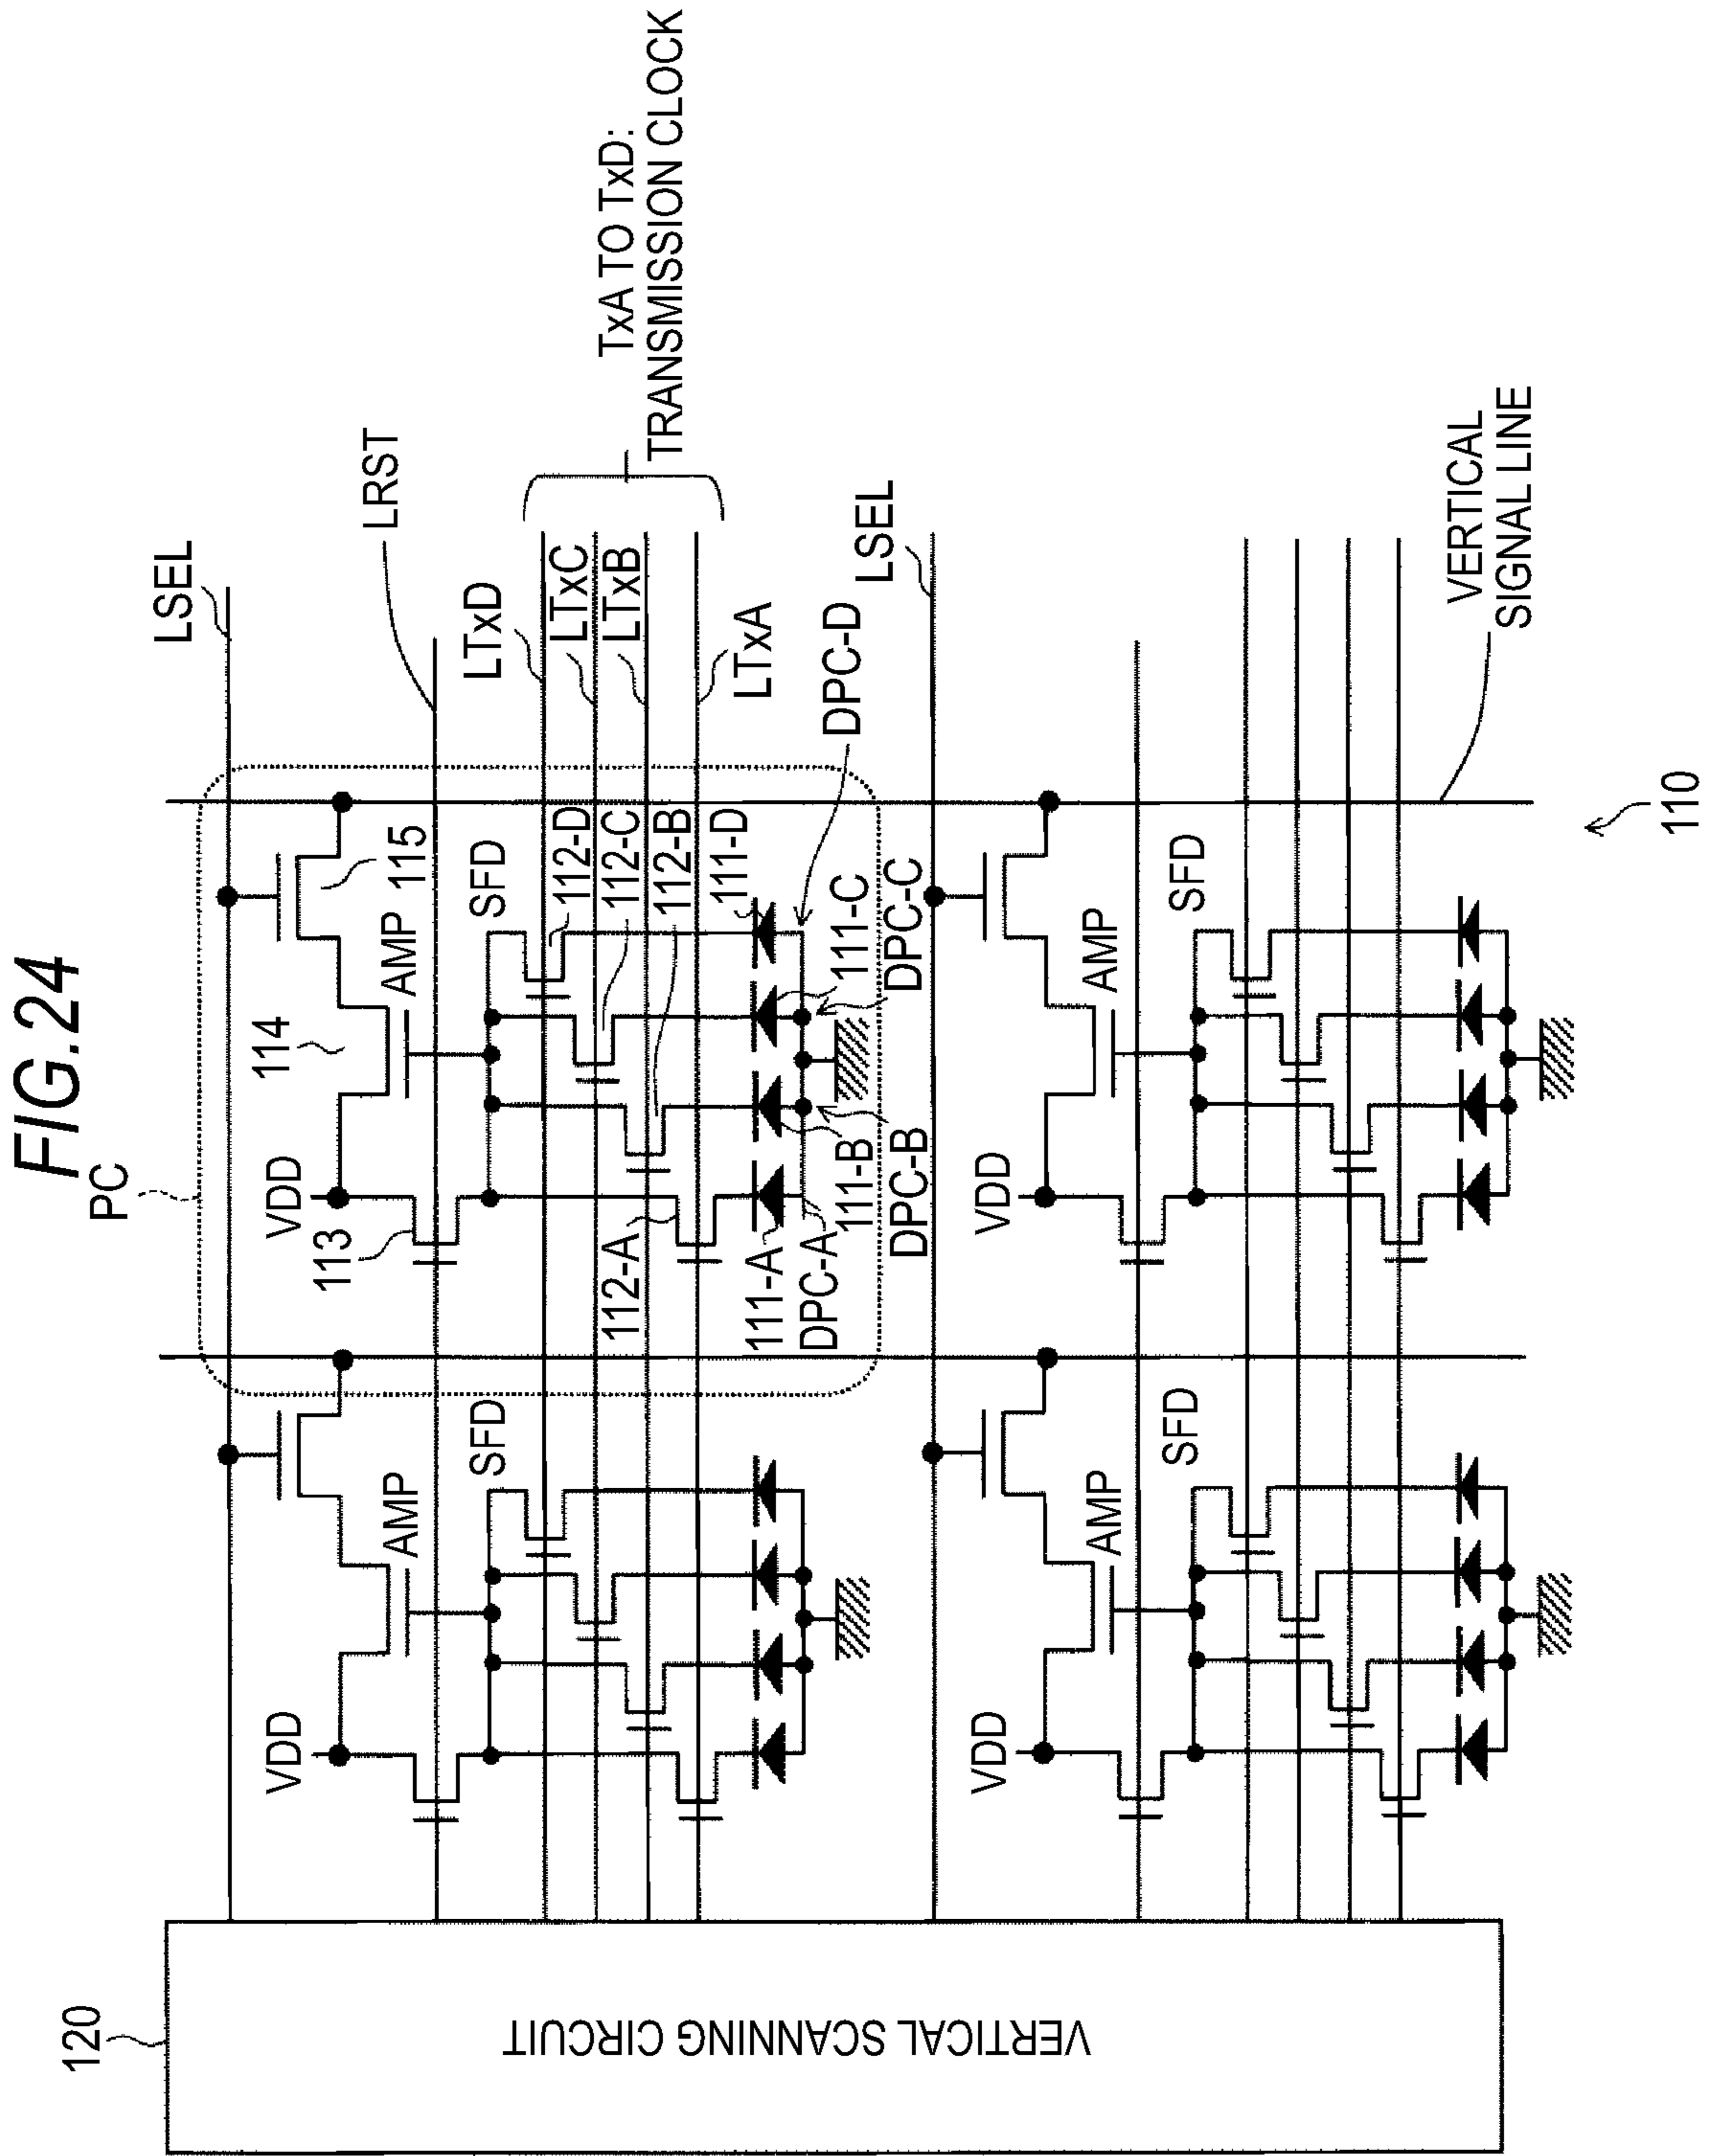 FIG.24
PC
LSEL
VDD
113
114
AMP
115
LRST
SFD
112-D
112-C
112-B
111-D
112-A
111-A
DPC-A
111-B
DPC-B
111-C
DPC-C
DPC-D
LTxD
LTxC
LTxB
LTxA
TxA TO TxD:
TRANSMISSION CLOCK
VDD
AMP
SFD
LSEL
VDD
AMP
SFD
VDD
AMP
SFD
VERTICAL
SIGNAL LINE
110
120
VERTICAL SCANNING CIRCUIT